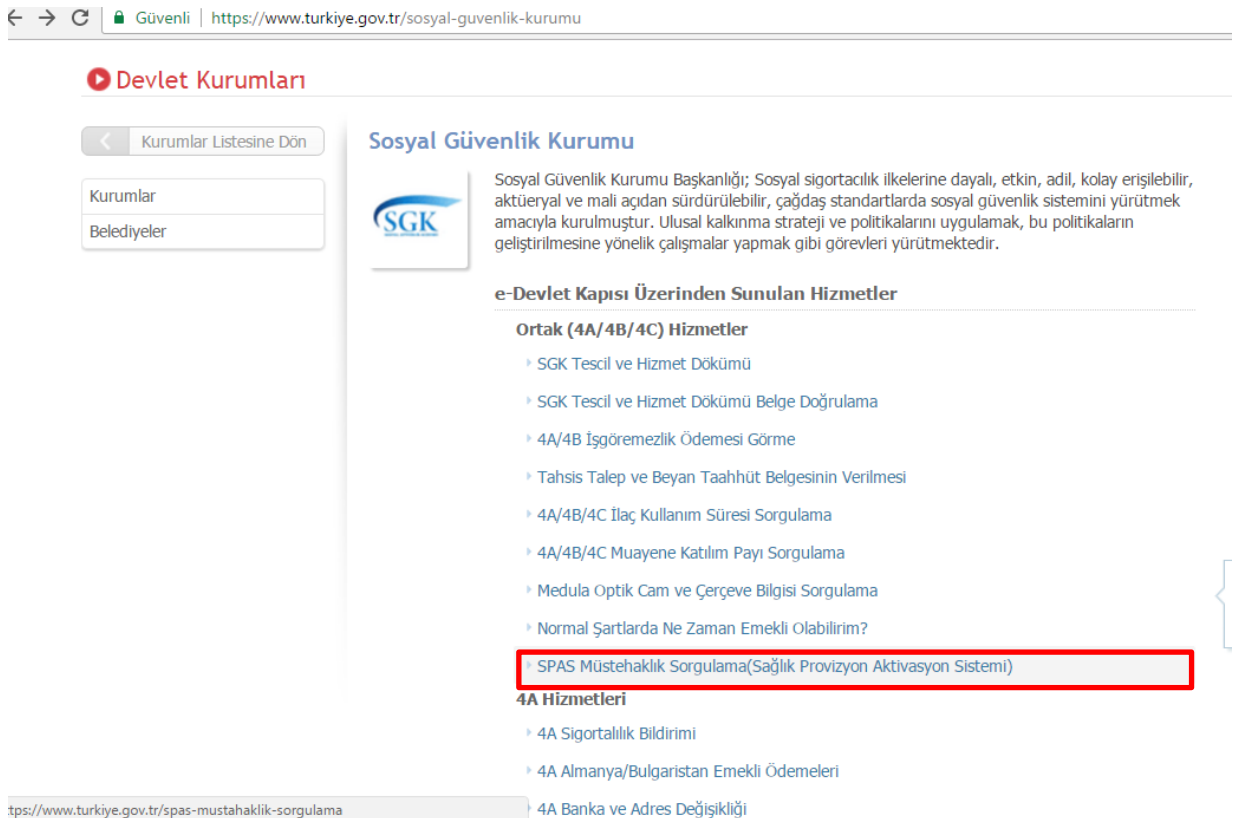 Güvenli | https://www.turkiye.gov.tr/sosyal-guvenlik-kurumu
Devlet Kurumları
Kurumlar Listesine Dön
Kurumlar
Belediyeler
Sosyal Güvenlik Kurumu
SGK
Sosyal Güvenlik Kurumu Başkanlığı; Sosyal sigortacılık ilkelerine dayalı, etkin, adil, kolay erişilebilir,
aktüeryal ve mali açıdan sürdürülebilir, çağdaş standartlarda sosyal güvenlik sistemini yürütmek
amacıyla kurulmuştur. Ulusal kalkınma strateji ve politikalarını uygulamak, bu politikaların
geliştirilmesine yönelik çalışmalar yapmak gibi görevleri yürütmektedir.
e-Devlet Kapısı Üzerinden Sunulan Hizmetler
Ortak (4A/4B/4C) Hizmetler
SGK Tescil ve Hizmet Dökümü
SGK Tescil ve Hizmet Dökümü Belge Doğrulama
4A/4B İşgöremezlik Ödemesi Görme
Tahsis Talep ve Beyan Taahhüt Belgesinin Verilmesi
4A/4B/4C İlaç Kullanım Süresi Sorgulama
4A/4B/4C Muayene Katılım Payı Sorgulama
Medula Optik Cam ve Çerçeve Bilgisi Sorgulama
Normal Şartlarda Ne Zaman Emekli Olabilirim?
SPAS Müstehaklık Sorgulama(Sağlık Provizyon Aktivasyon Sistemi)
4A Hizmetleri
4A Sigortalılık Bildirimi
4A Almanya/Bulgaristan Emekli Ödemeleri
4A Banka ve Adres Değişikliği
tps://www.turkiye.gov.tr/spas-mustahaklik-sorgulama